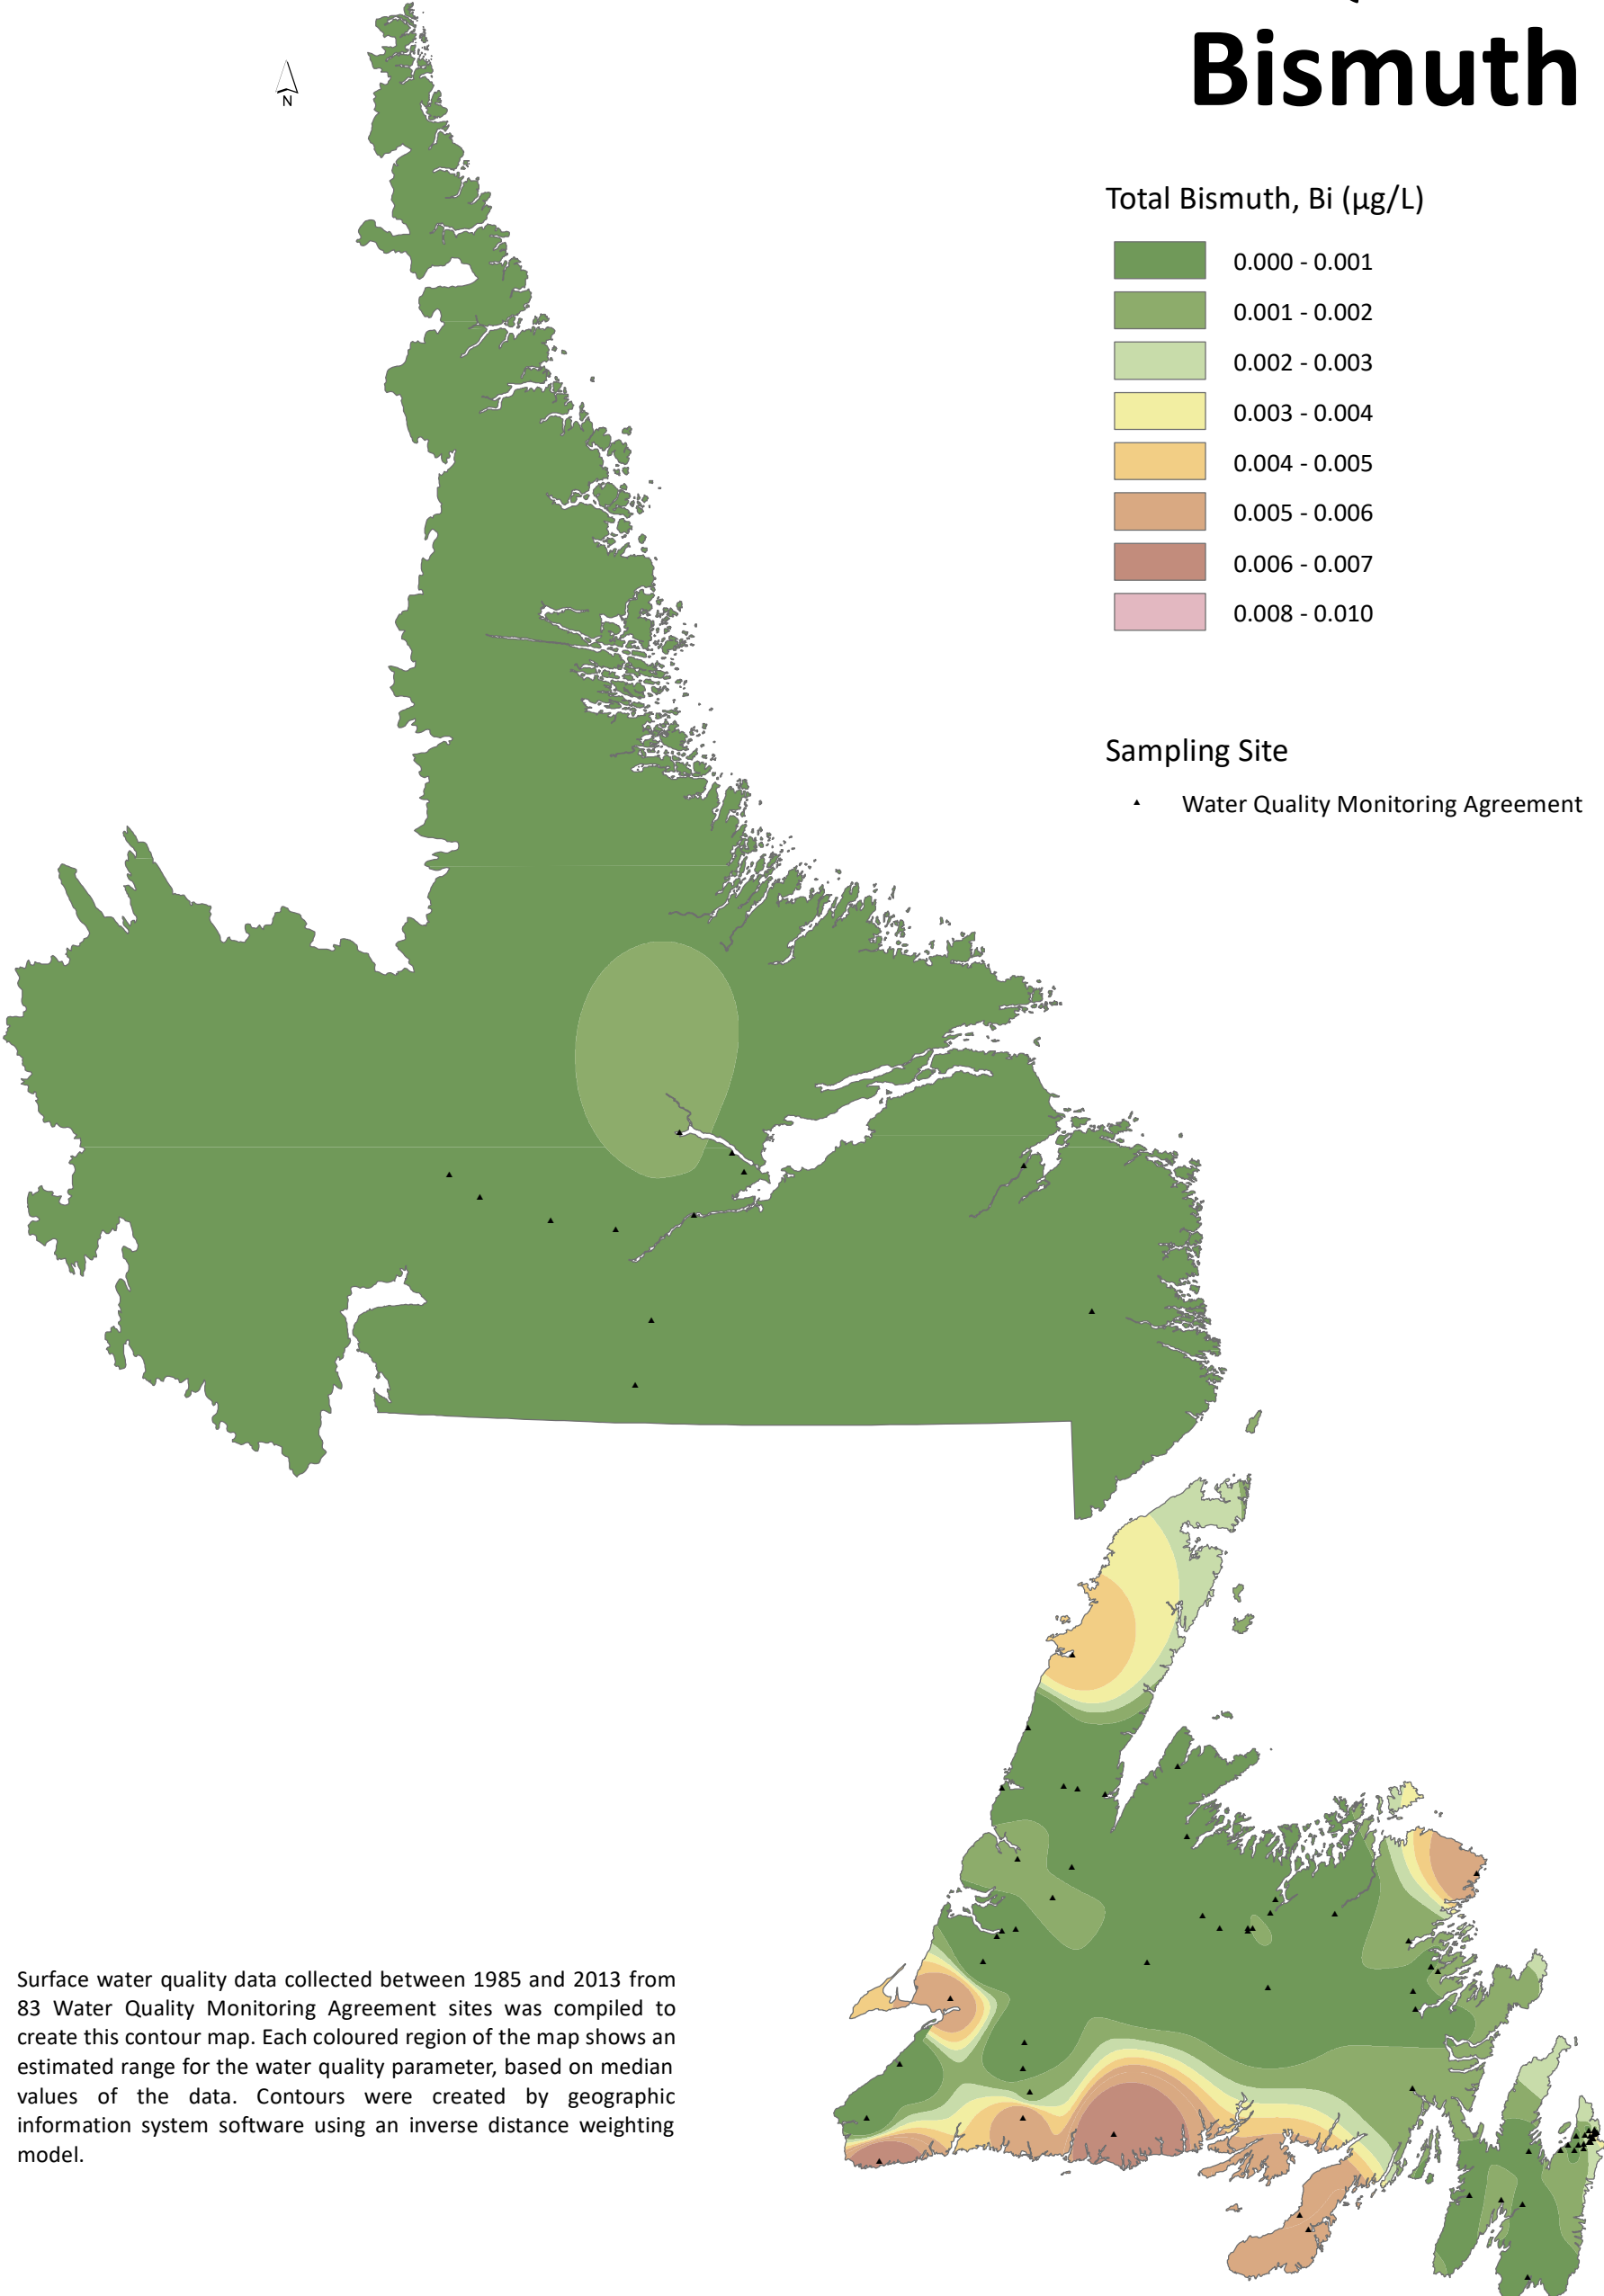 Bismuth
N
Total Bismuth, Bi (µg/L)
0.000 - 0.001
0.001 - 0.002
0.002 - 0.003
0.003 - 0.004
0.004 - 0.005
0.005 - 0.006
0.006 - 0.007
0.008 - 0.010
Sampling Site
Water Quality Monitoring Agreement
Surface water quality data collected between 1985 and 2013 from
83 Water Quality Monitoring Agreement sites was compiled to
create this contour map. Each coloured region of the map shows an
estimated range for the water quality parameter, based on median
values of the data. Contours were created by geographic
information system software using an inverse distance weighting
model.